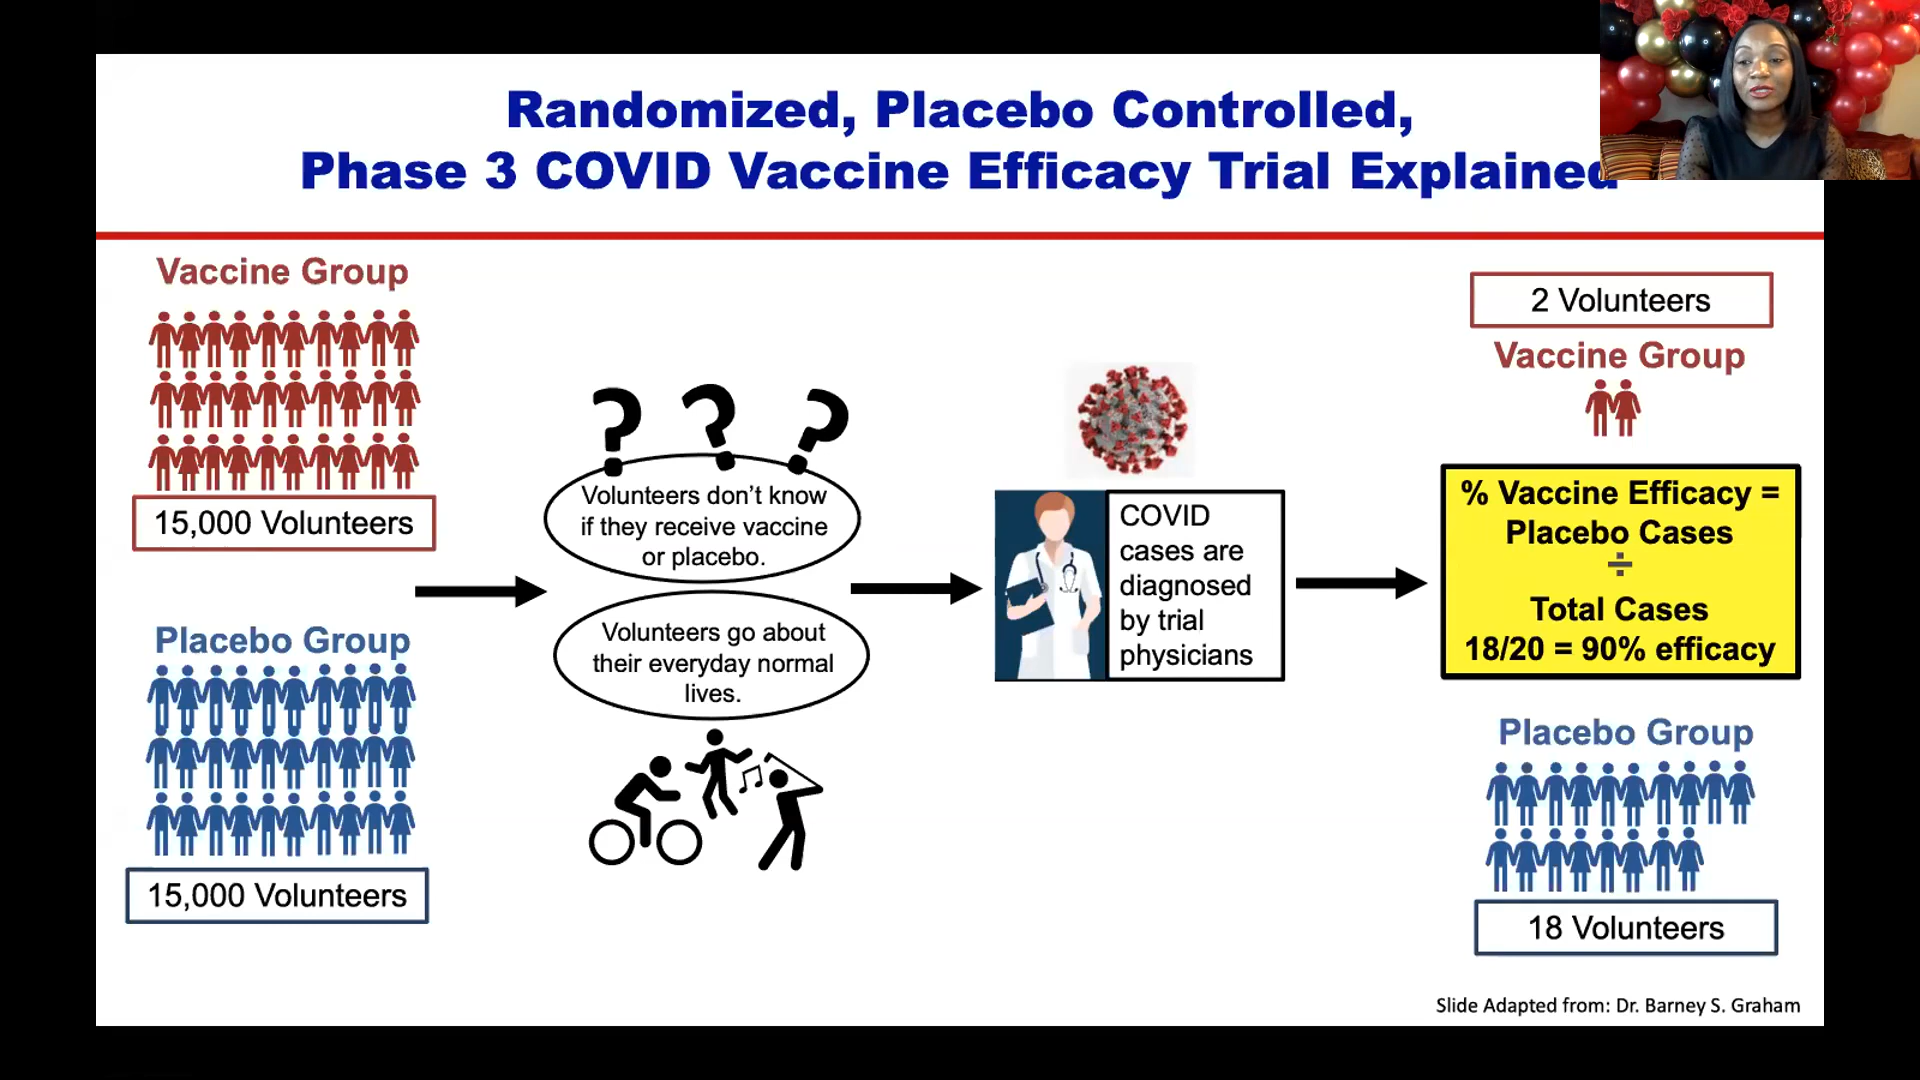 Randomized, Placebo Controlled,
Phase 3 COVID Vaccine Efficacy Trial Explained
Vaccine Group
15,000 Volunteers
Placebo Group
15,000 Volunteers
Volunteers don't know
if they receive vaccine
or placebo.
Volunteers go about
their everyday normal
lives.
COVID
cases are
diagnosed
by trial
physicians
2 Volunteers
Vaccine Group
% Vaccine Efficacy =
Placebo Cases
÷
Total Cases
18/20 = 90% efficacy
Placebo Group
18 Volunteers
Slide Adapted from: Dr. Barney S. Graham